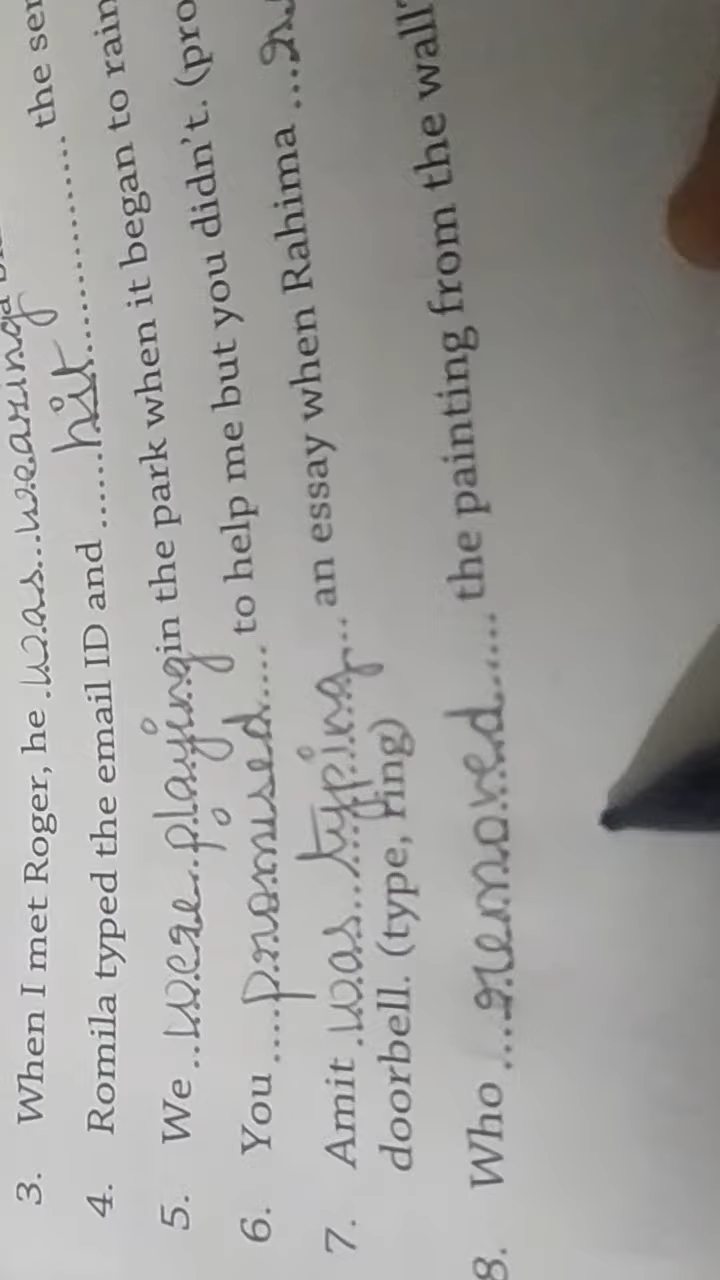 3. When I met Roger, he .was...wearing
4. Romila typed the email ID and ......hit..................... the
5. We ...were..playing in the park when it began to rain
6. You ....promised.... to help me but you didn't.
7. Amit .was...typing... an essay when Rahima ...
doorbell. (type, ring)
8. Who ....removed...... the painting from the wall